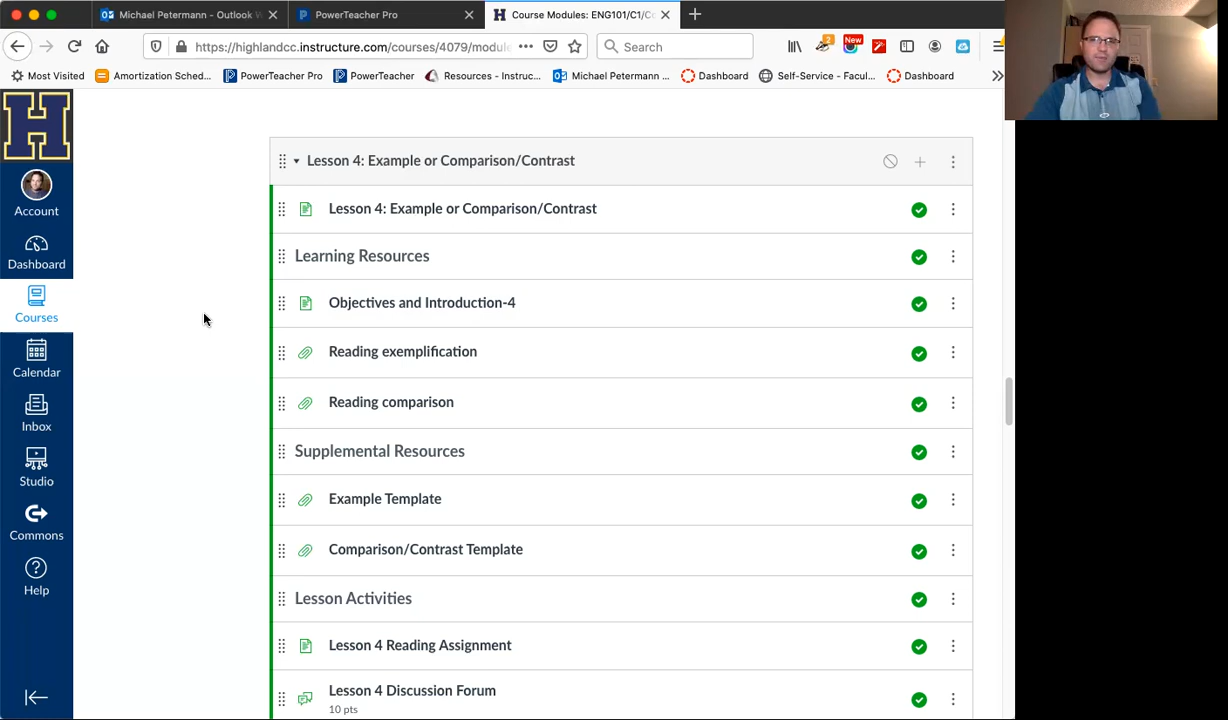 Michael Petermann - Outlook W
PowerTeacher Pro
Course Modules: ENG101/C1/Co
https://highlandcc.instructure.com/courses/4079/module
Search
2
New
Most Visited
Amortization Sched...
PowerTeacher Pro
PowerTeacher
Resources - Instruc...
Michael Petermann ...
Dashboard
Self-Service - Facul...
Dashboard
H
Account
Dashboard
Courses
Calendar
Inbox
Studio
Commons
Help
Lesson 4: Example or Comparison/Contrast
Lesson 4: Example or Comparison/Contrast
Learning Resources
Objectives and Introduction-4
Reading exemplification
Reading comparison
Supplemental Resources
Example Template
Comparison/Contrast Template
Lesson Activities
Lesson 4 Reading Assignment
Lesson 4 Discussion Forum
10 pts